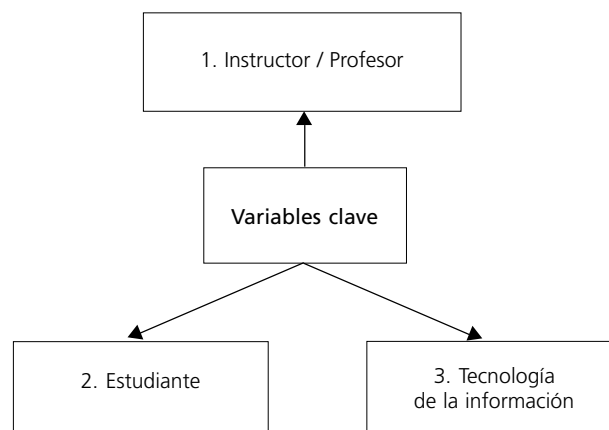 1. Instructor / Profesor
Variables clave
2. Estudiante
3. Tecnología
de la información